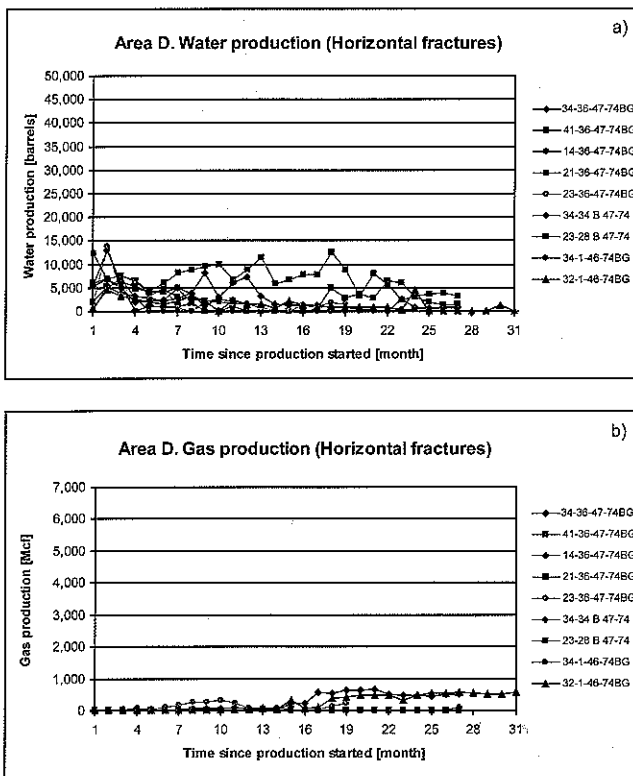 a)
Area D. Water production (Horizontal fractures)
Water production [barrels]
50,000
45,000
40,000
35,000
30,000
25,000
20,000
15,000
10,000
5,000
0
1 4 7 10 13 16 19 22 25 28 31
Time since production started [month]
34-36-47-74BG
41-36-47-74BG
14-36-47-74BG
21-36-47-74BG
23-36-47-74BG
34-34 B 47-74
23-28 B 47-74
34-1-46-74BG
32-1-46-74BG
b)
Area D. Gas production (Horizontal fractures)
Gas production [Mcf]
7,000
6,000
5,000
4,000
3,000
2,000
1,000
0
1 4 7 10 13 16 19 22 25 28 31
Time since production started [month]
34-36-47-74BG
41-36-47-74BG
14-36-47-74BG
21-36-47-74BG
23-36-47-74BG
34-34 B 47-74
23-28 B 47-74
34-1-46-74BG
32-1-46-74BG